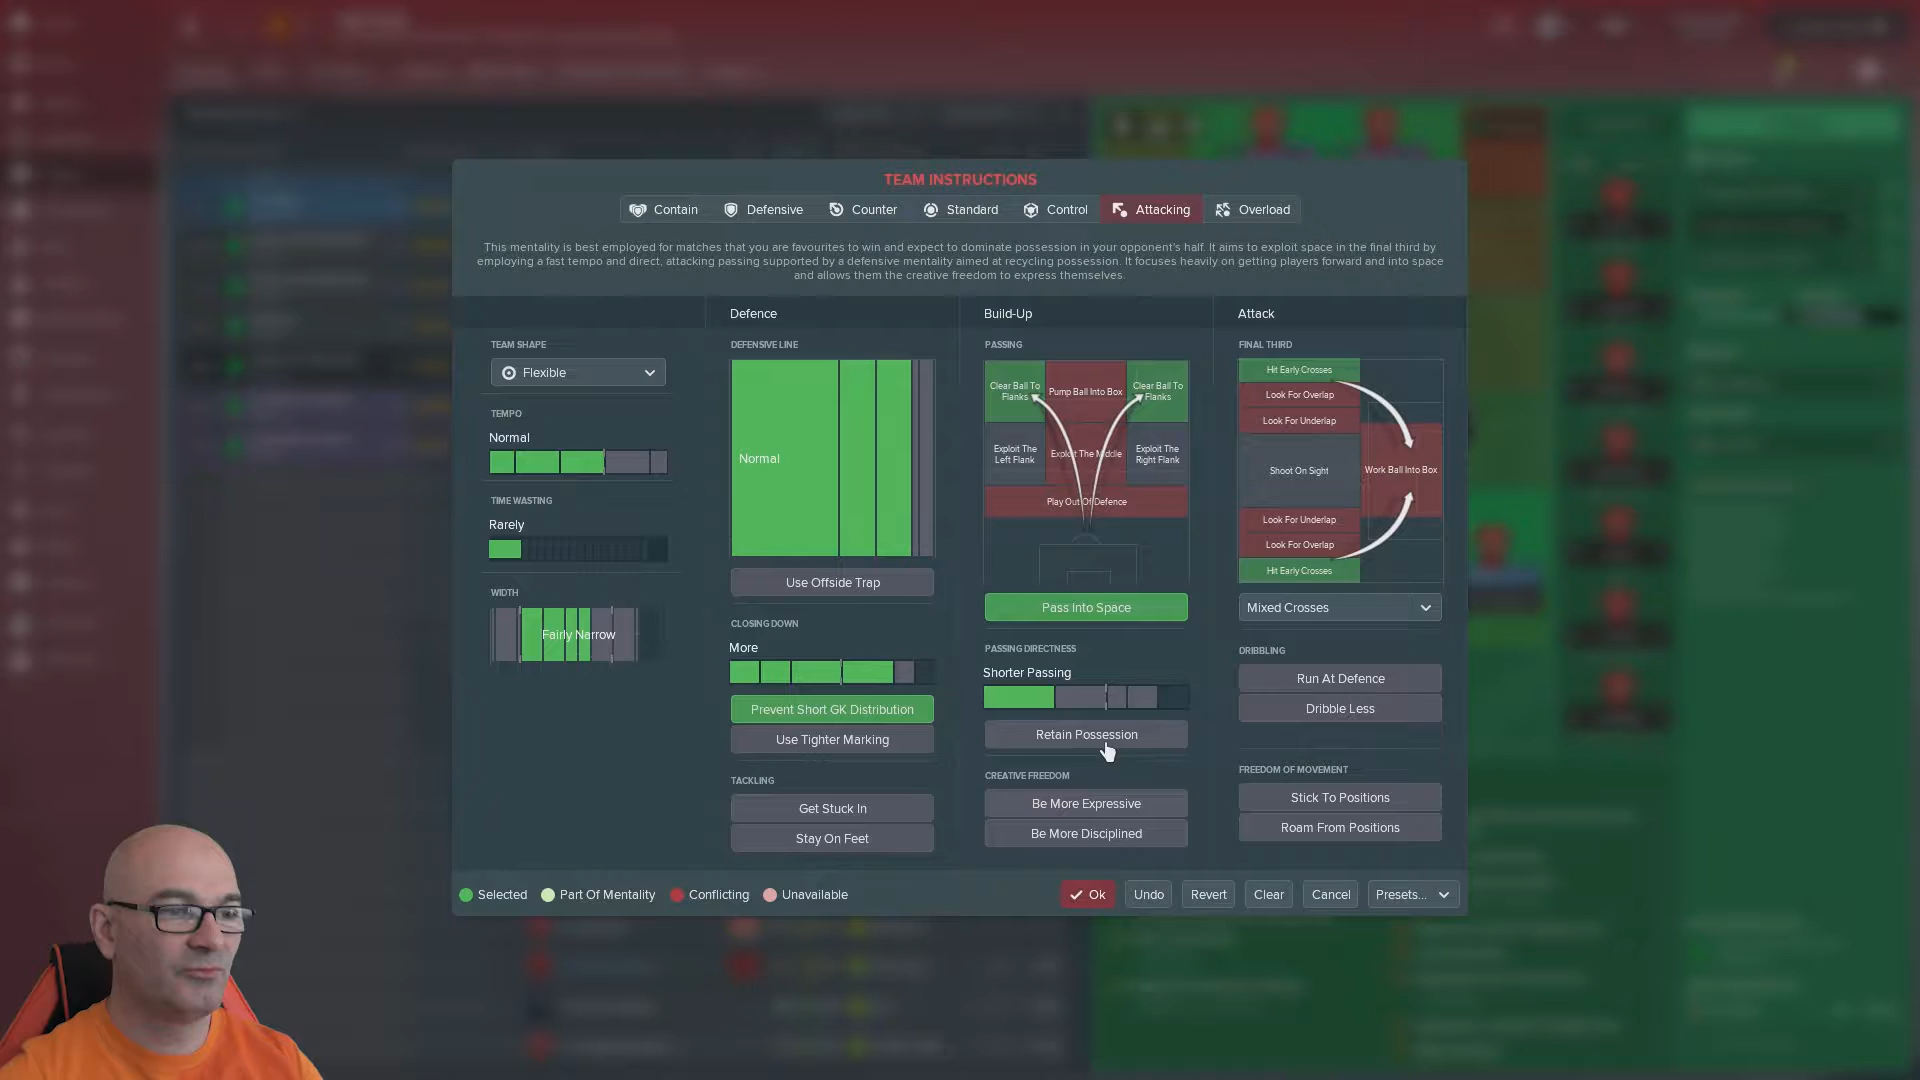 TEAM INSTRUCTIONS
Contain
Defensive
Counter
Standard
Control
Attacking
Overload
This mentality is best employed for matches that you are favourites to win and expect to dominate possession in your opponent's half. It aims to exploit space in the final third by
employing a fast tempo and direct, attacking passing supported by a defensive mentality aimed at recycling possession. It focuses heavily on getting players forward and into space
and allows them the creative freedom to express themselves.
TEAM SHAPE
Flexible
TEMPO
Normal
TIME WASTING
Rarely
WIDTH
Fairly Narrow
Defence
DEFENSIVE LINE
Normal
Use Offside Trap
CLOSING DOWN
More
Prevent Short GK Distribution
Use Tighter Marking
TACKLING
Get Stuck In
Stay On Feet
Build-Up
PASSING
Clear Ball To
Flanks
Pump Ball Into Box
Clear Ball To
Flanks
Exploit The
Left Flank
Exploit The Middle
Exploit The
Right Flank
Play Out Of Defence
Pass Into Space
PASSING DIRECTNESS
Shorter Passing
Retain Possession
CREATIVE FREEDOM
Be More Expressive
Be More Disciplined
Attack
FINAL THIRD
Hit Early Crosses
Look For Overlap
Look For Underlap
Shoot On Sight
Work Ball Into Box
Look For Underlap
Look For Overlap
Hit Early Crosses
Mixed Crosses
DRIBBLING
Run At Defence
Dribble Less
FREEDOM OF MOVEMENT
Stick To Positions
Roam From Positions
Selected
Part Of Mentality
Conflicting
Unavailable
Ok
Undo
Revert
Clear
Cancel
Presets...